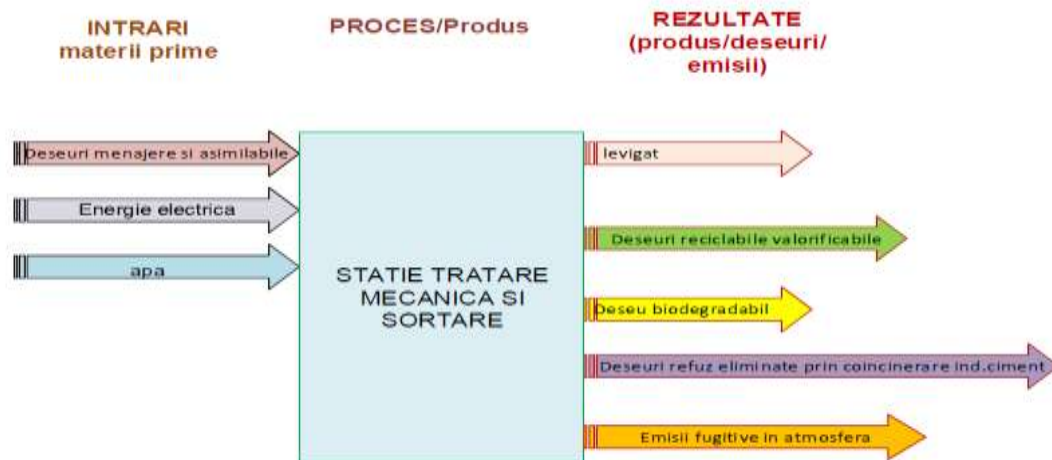 INTRARI
materii prime
PROCES/Produs
REZULTATE
(produs/deseuri/
emisii)
Deseuri menajere si asimilabile
Energie electrica
apa
STATIE TRATARE
MECANICA SI
SORTARE
levigat
Deseuri reciclabile valorificabile
Deseu biodegradabil
Deseuri refuz eliminate prin coincinerare ind.ciment
Emisii fugitive in atmosfera